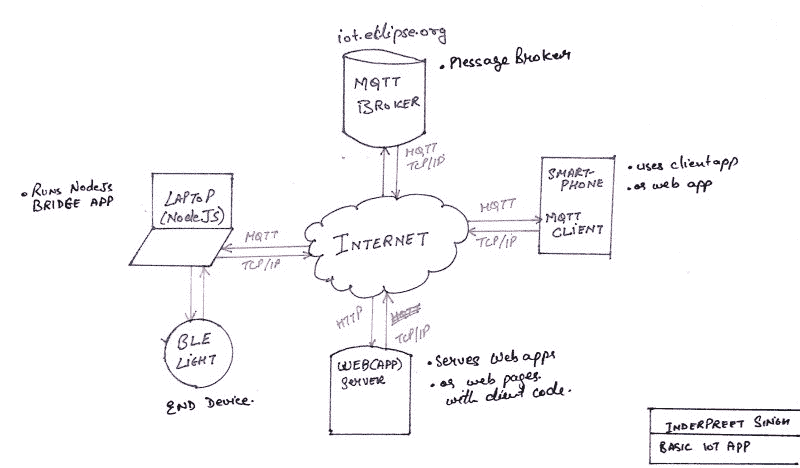 iot.eclipse.org
• Message Broker
MQTT
BROKER
MQTT
TCP/IP
SMART-
PHONE
MQTT
CLIENT
• uses client app
• or web app
• RUNS NodeJS
BRIDGE APP
LAPTOP
(NodeJS)
MQTT
TCP/IP
INTERNET
MQTT
TCP/IP
BLE
LIGHT
END Device.
HTTP
TCP/IP
WEB(APP)
Server
• Serves Web apps
• or web pages
with client code.
INDERPREET SINGH
BASIC IOT APP